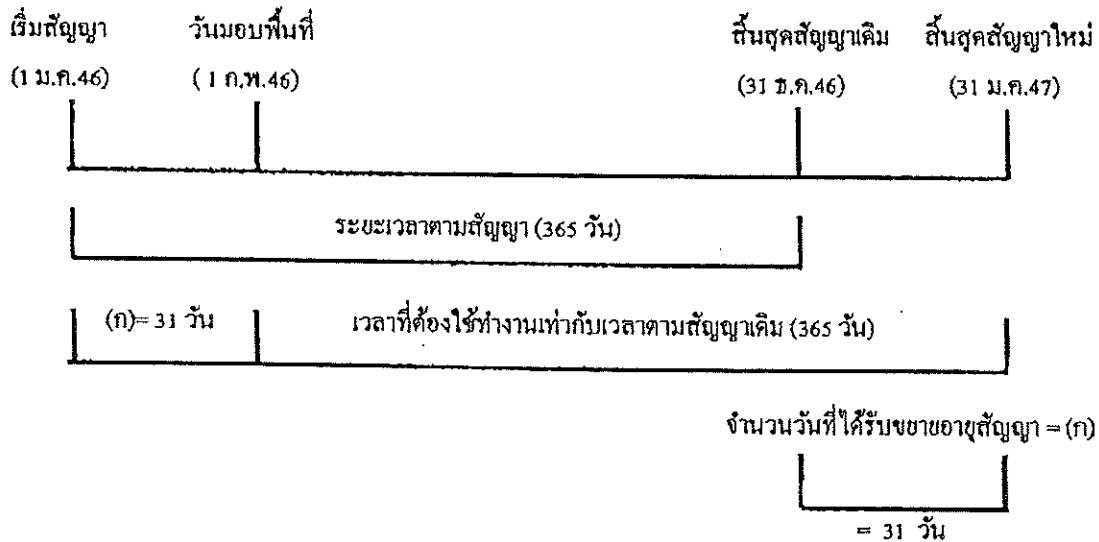 เริ่มสัญญา วันมอบพื้นที่ สิ้นสุดสัญญาเดิม สิ้นสุดสัญญาใหม่
(1 ม.ค.46) ( 1 ก.พ.46) (31 ธ.ค.46) (31 ม.ค.47)
ระยะเวลาตามสัญญา (365 วัน)
(ก)= 31 วัน เวลาที่ต้องใช้ทำงานเท่ากับเวลาตามสัญญาเดิม (365 วัน)
จำนวนวันที่ได้รับขยายอายุสัญญา = (ก)
= 31 วัน